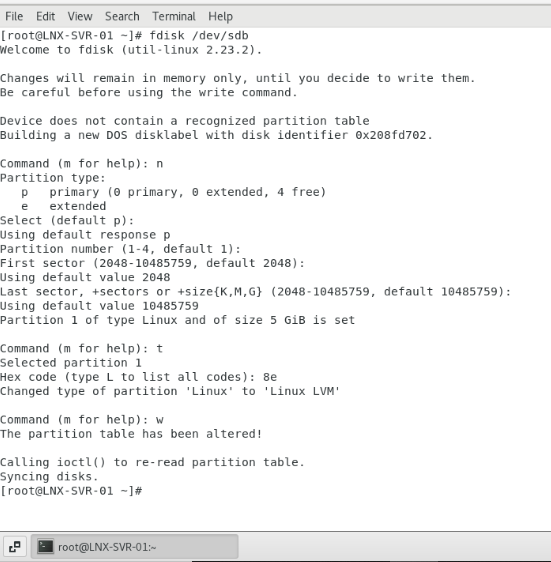 File Edit View Search Terminal Help
[root@LNX-SVR-01 ~]# fdisk /dev/sdb
Welcome to fdisk (util-linux 2.23.2).
Changes will remain in memory only, until you decide to write them.
Be careful before using the write command.
Device does not contain a recognized partition table
Building a new DOS disklabel with disk identifier 0x208fd702.
Command (m for help): n
Partition type:
   p   primary (0 primary, 0 extended, 4 free)
   e   extended
Select (default p):
Using default response p
Partition number (1-4, default 1):
First sector (2048-10485759, default 2048):
Using default value 2048
Last sector, +sectors or +size{K,M,G} (2048-10485759, default 10485759):
Using default value 10485759
Partition 1 of type Linux and of size 5 GiB is set
Command (m for help): t
Selected partition 1
Hex code (type L to list all codes): 8e
Changed type of partition 'Linux' to 'Linux LVM'
Command (m for help): w
The partition table has been altered!
Calling ioctl() to re-read partition table.
Syncing disks.
[root@LNX-SVR-01 ~]#
root@LNX-SVR-01:~